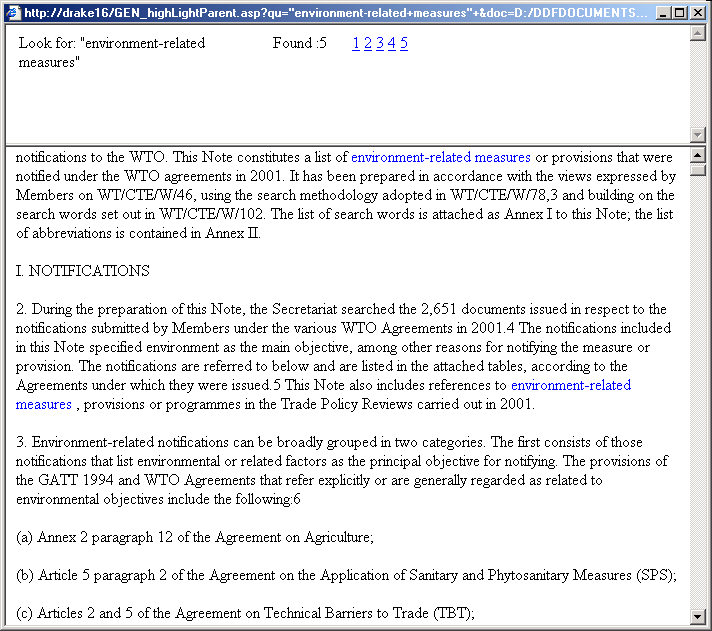 http://drake16/GEN_highLightParent.asp?qu="environment-related+measures"+&doc=D:/DDFDOCUMENTS...
Look for: "environment-related
measures"
Found :5 1 2 3 4 5
notifications to the WTO. This Note constitutes a list of environment-related measures or provisions that were
notified under the WTO agreements in 2001. It has been prepared in accordance with the views expressed by
Members on WT/CTE/W/46, using the search methodology adopted in WT/CTE/W/78,3 and building on
the search words set out in WT/CTE/W/102. The list of search words is attached as Annex I to this Note; the list
of abbreviations is contained in Annex II.
I. NOTIFICATIONS
2. During the preparation of this Note, the Secretariat searched the 2,651 documents issued in respect to the
notifications submitted by Members under the various WTO Agreements in 2001.4 The notifications included
in this Note specified environment as the main objective, among other reasons for notifying the measure or
provision. The notifications are referred to below and are listed in the attached tables, according to the
Agreements under which they were issued.5 This Note also includes references to environment-related
measures , provisions or programmes in the Trade Policy Reviews carried out in 2001.
3. Environment-related notifications can be broadly grouped in two categories. The first consists of those
notifications that list environmental or related factors as the principal objective for notifying. The provisions of
the GATT 1994 and WTO Agreements that refer explicitly or are generally regarded as related to
environmental objectives include the following:6
(a) Annex 2 paragraph 12 of the Agreement on Agriculture;
(b) Article 5 paragraph 2 of the Agreement on the Application of Sanitary and Phytosanitary Measures (SPS);
(c) Articles 2 and 5 of the Agreement on Technical Barriers to Trade (TBT);